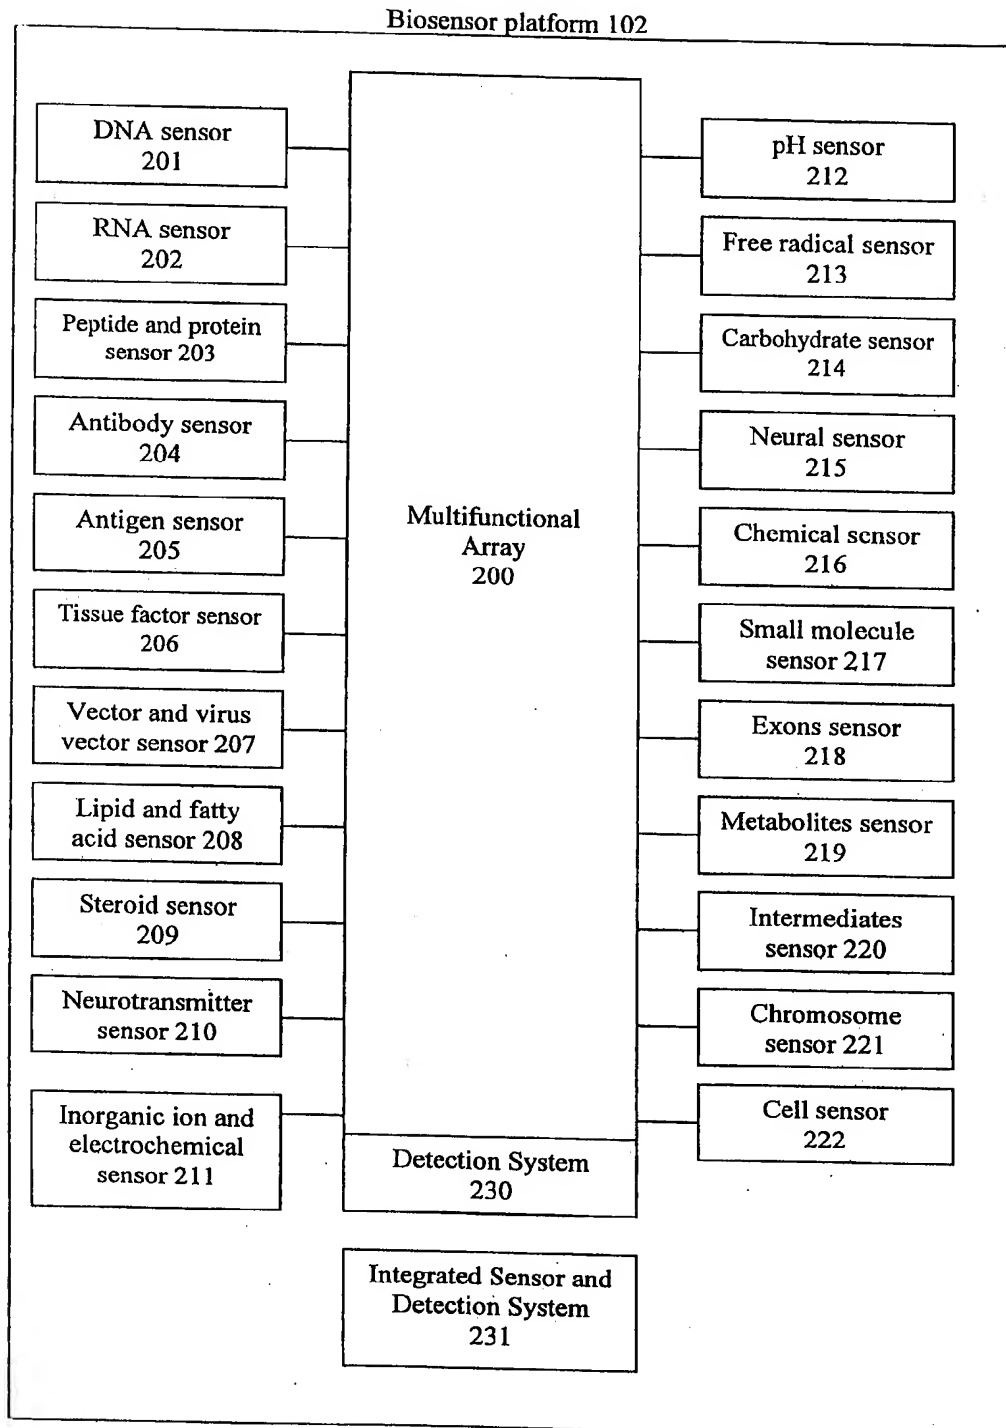 Biosensor platform 102
DNA sensor
201
RNA sensor
202
Peptide and protein
sensor 203
Antibody sensor
204
Antigen sensor
205
Tissue factor sensor
206
Vector and virus
vector sensor 207
Lipid and fatty
acid sensor 208
Steroid sensor
209
Neurotransmitter
sensor 210
Inorganic ion and
electrochemical
sensor 211
Multifunctional
Array
200
Detection System
230
Integrated Sensor and
Detection System
231
pH sensor
212
Free radical sensor
213
Carbohydrate sensor
214
Neural sensor
215
Chemical sensor
216
Small molecule
sensor 217
Exons sensor
218
Metabolites sensor
219
Intermediates
sensor 220
Chromosome
sensor 221
Cell sensor
222